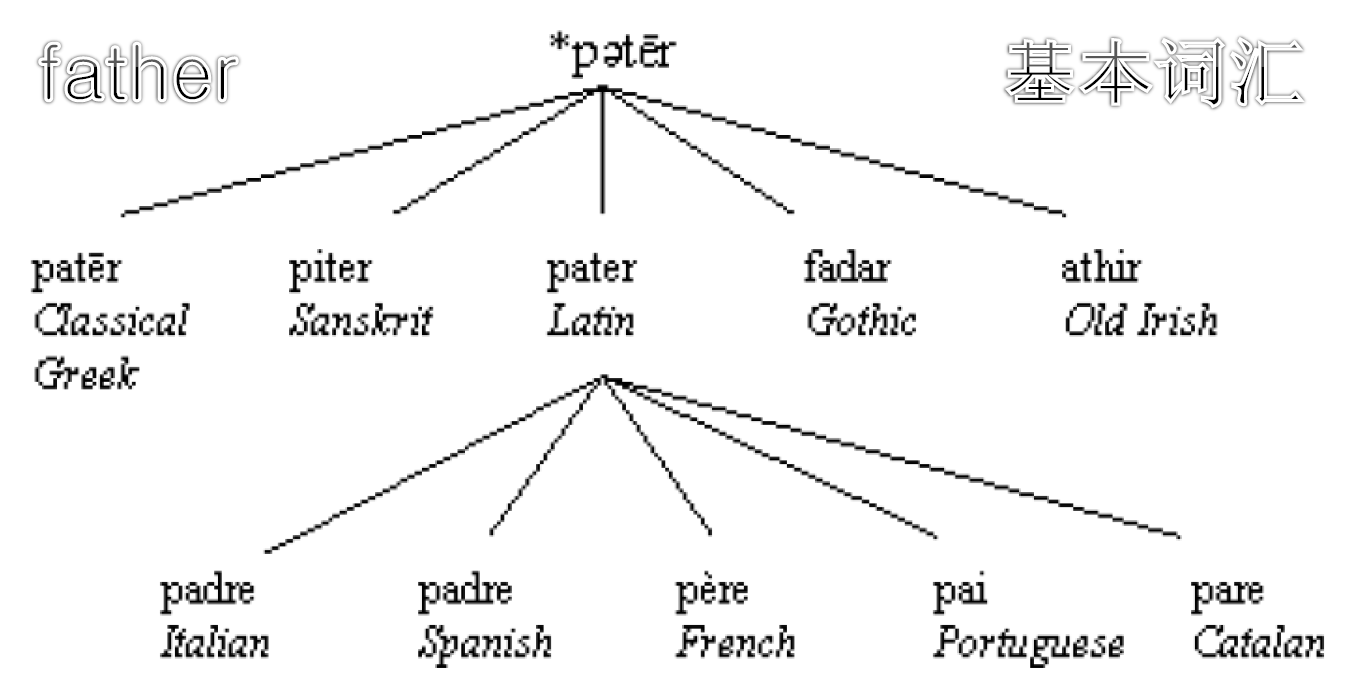 father
*pətēr
基本词汇
patēr
Classical
Greek
piter
Sanskrit
pater
Latin
fadar
Gothic
athir
Old Irish
padre
Italian
padre
Spanish
père
French
pai
Portuguese
pare
Catalan